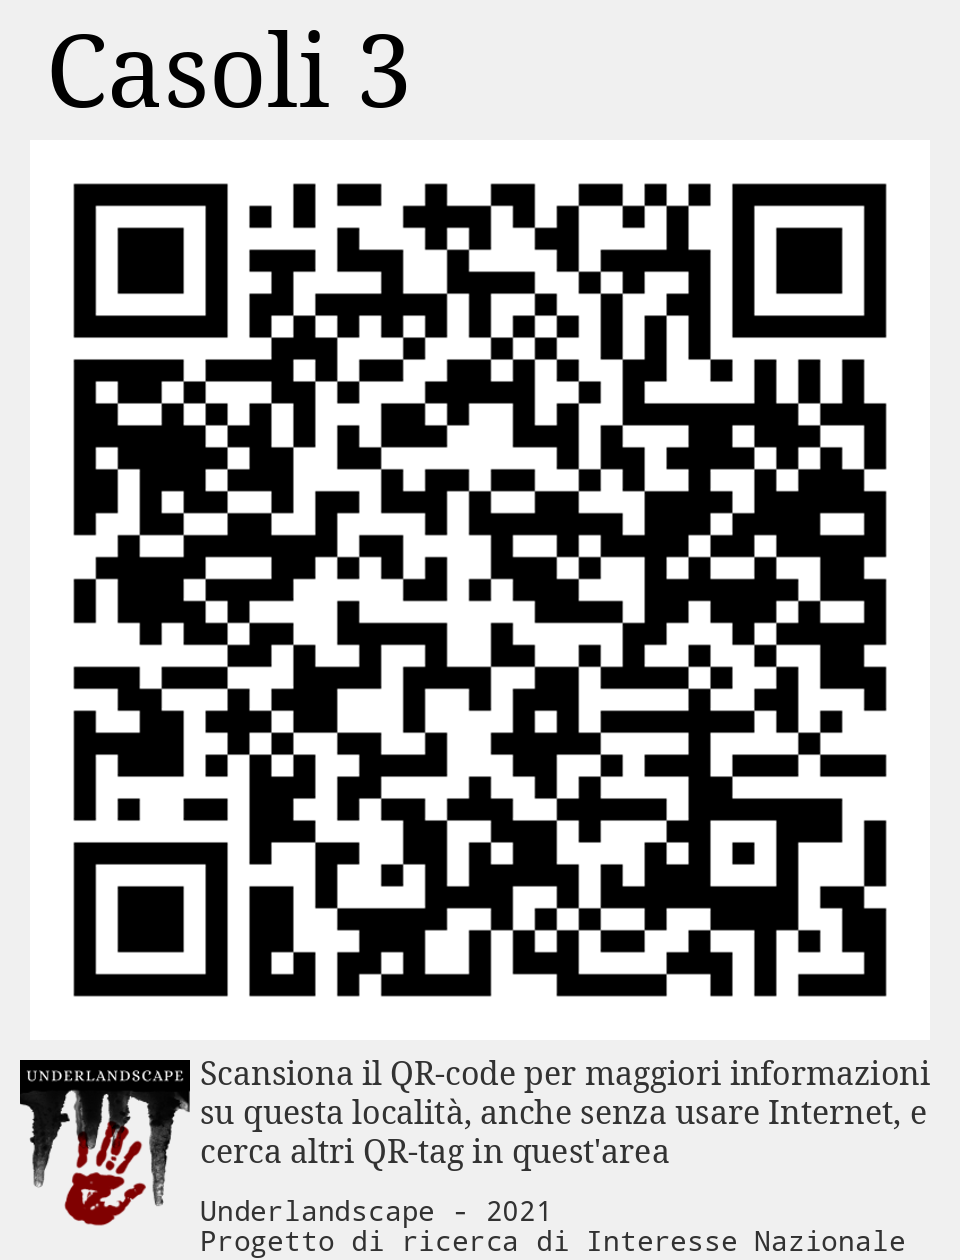 Casoli 3
UNDERLANDSCAPE
Scansiona il QR-code per maggiori informazioni
su questa località, anche senza usare Internet, e
cerca altri QR-tag in quest'area
Underlandscape - 2021
Progetto di ricerca di Interesse Nazionale